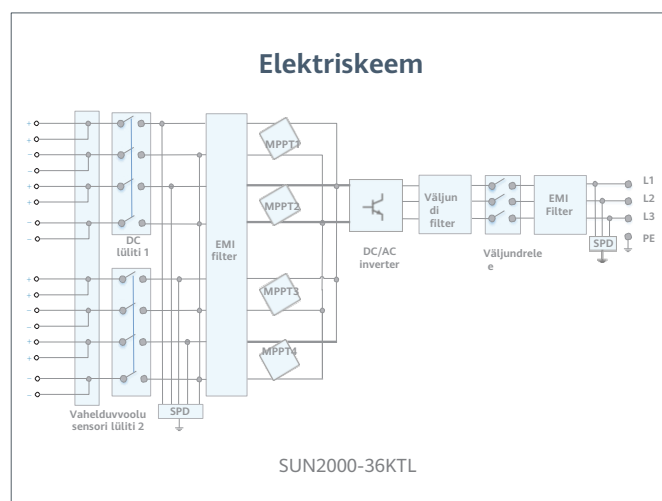 Elektriskeem
+
+
−
−
+
+
−
−
+
+
−
−
+
+
−
−
DC
lüliti 1
Vahelduvvoolu
sensori lüliti 2
SPD
EMI
filter
MPPT1
MPPT2
MPPT3
MPPT4
DC/AC
inverter
Väljun
di
filter
Väljundrele
e
EMI
Filter
SPD
L1
L2
L3
PE
SUN2000-36KTL